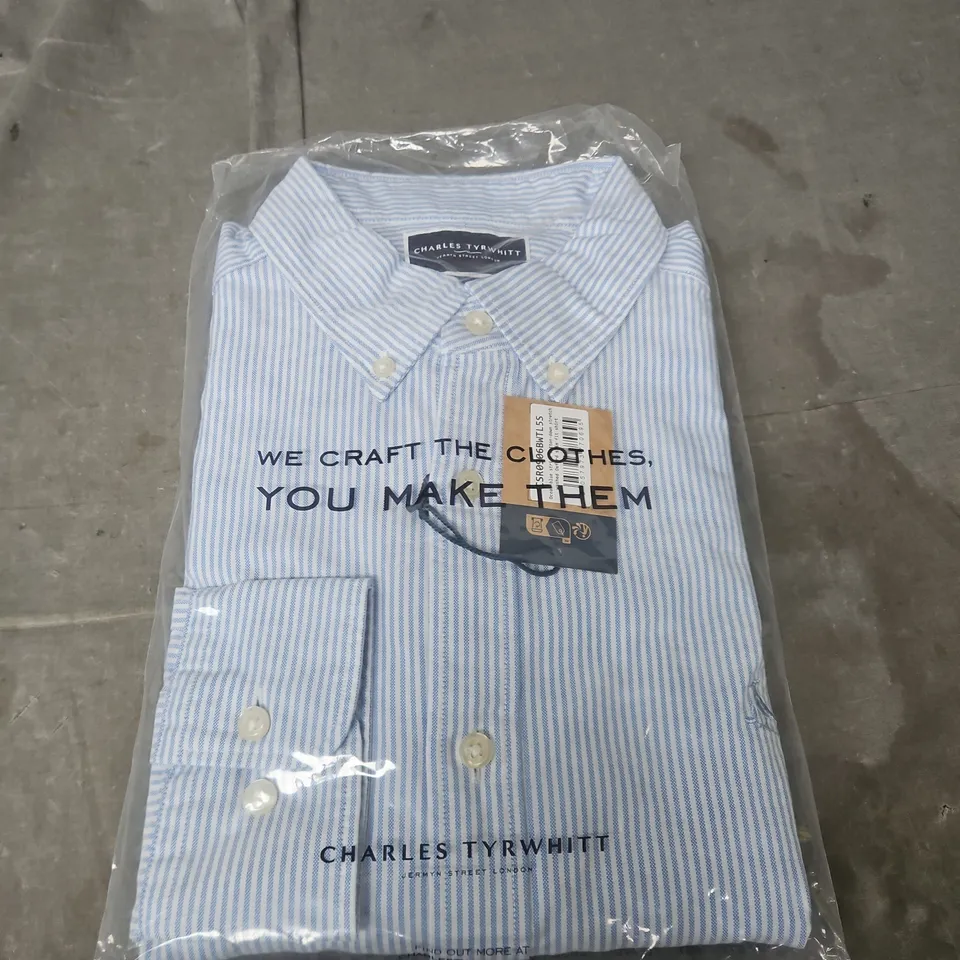 CHARLES TYRWHITT
JERMYN STREET LONDON
WE CRAFT THE CLOTHES,
YOU MAKE THEM
CHARLES TYRWHITT
JERMYN STREET LONDON
FIND OUT MORE AT